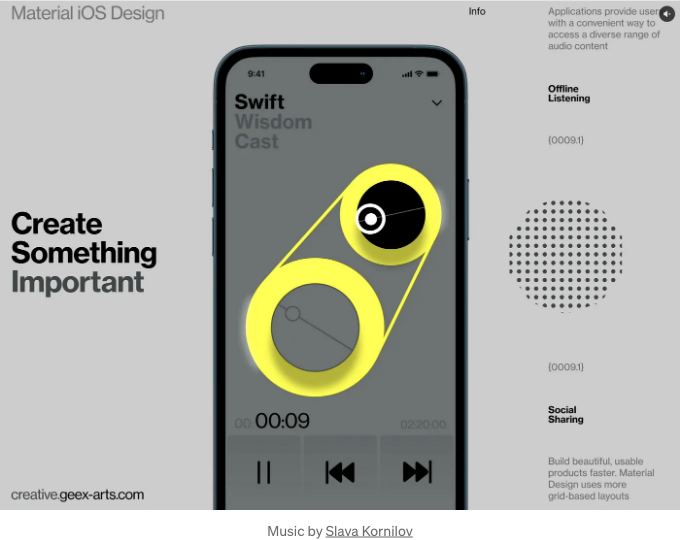 Material iOS Design
Info
Applications provide user
with a convenient way to
access a diverse range of
audio content
Offline
Listening
{0009.1}
9:41
Swift
Wisdom
Cast
Create
Something
Important
00:00:09
02:20:00
{0009.1}
Social
Sharing
Build beautiful, usable
products faster. Material
Design uses more
grid-based layouts
creative.geex-arts.com
Music by Slava Kornilov